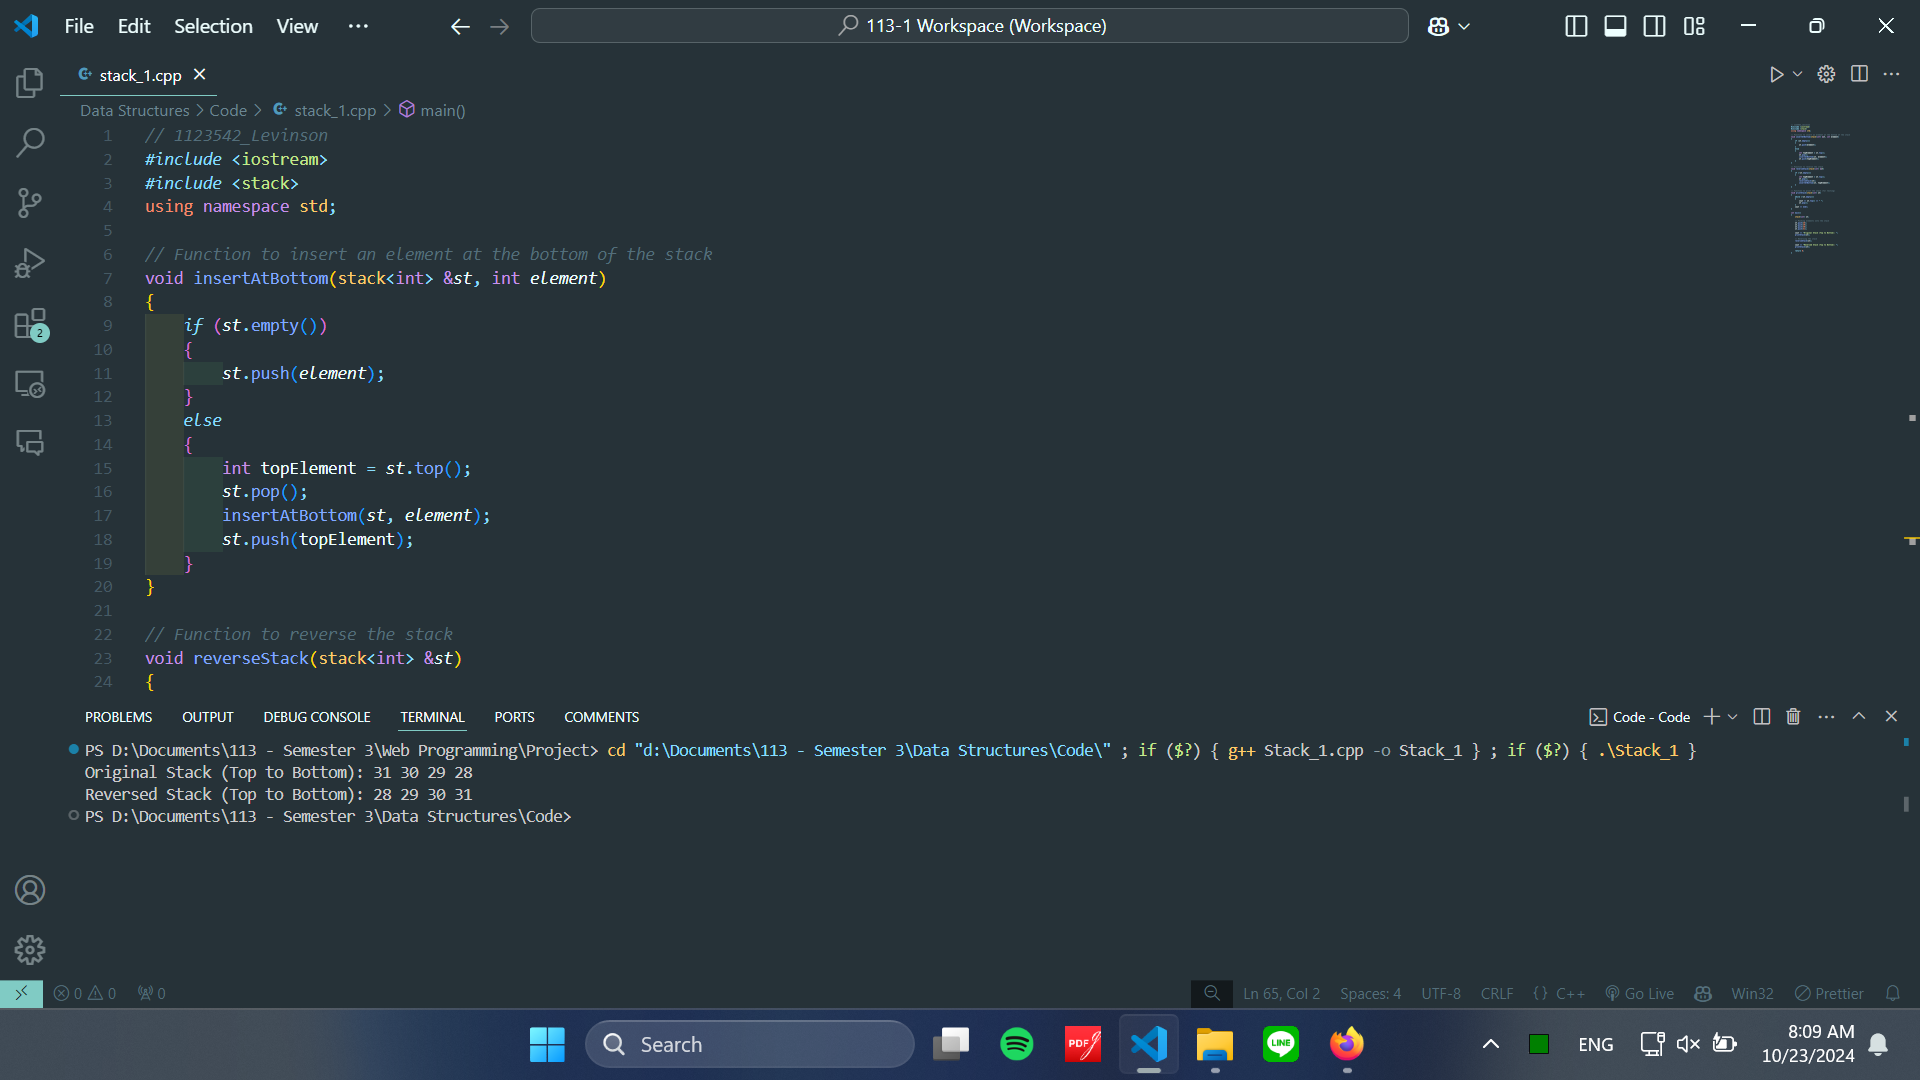 File Edit Selection View ··· 113-1 Workspace (Workspace)
stack_1.cpp
Data Structures > Code > stack_1.cpp > main()
1 // 1123542_Levinson
2 #include <iostream>
3 #include <stack>
4 using namespace std;
5
6 // Function to insert an element at the bottom of the stack
7 void insertAtBottom(stack<int> &st, int element)
8 {
9 if (st.empty())
10 {
11 st.push(element);
12 }
13 else
14 {
15 int topElement = st.top();
16 st.pop();
17 insertAtBottom(st, element);
18 st.push(topElement);
19 }
20 }
21
22 // Function to reverse the stack
23 void reverseStack(stack<int> &st)
24 {
2
PROBLEMS OUTPUT DEBUG CONSOLE TERMINAL PORTS COMMENTS Code - Code
PS D:\Documents\113 - Semester 3\Web Programming\Project> cd "d:\Documents\113 - Semester 3\Data Structures\Code\" ; if ($?) { g++ Stack_1.cpp -o Stack_1 } ; if ($?) { .\Stack_1 }
Original Stack (Top to Bottom): 31 30 29 28
Reversed Stack (Top to Bottom): 28 29 30 31
PS D:\Documents\113 - Semester 3\Data Structures\Code>
0 0 0 Ln 65, Col 2 Spaces: 4 UTF-8 CRLF {} C++ Go Live Win32 Prettier
Search PDF LINE ENG 8:09 AM
10/23/2024